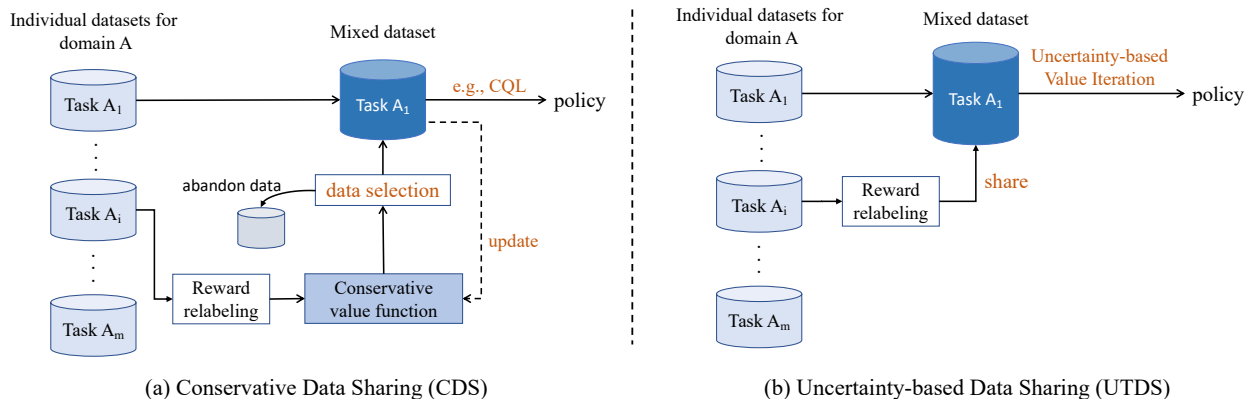 Individual datasets for
domain A
Mixed dataset
Task A1
Task A1
e.g., CQL
policy
abandon data
data selection
Task Ai
update
Reward
relabeling
Conservative
value function
Task Am
(a) Conservative Data Sharing (CDS)
Individual datasets for
domain A
Mixed dataset
Task A1
Task A1
Uncertainty-based
Value Iteration
policy
Task Ai
Reward
relabeling
share
Task Am
(b) Uncertainty-based Data Sharing (UTDS)